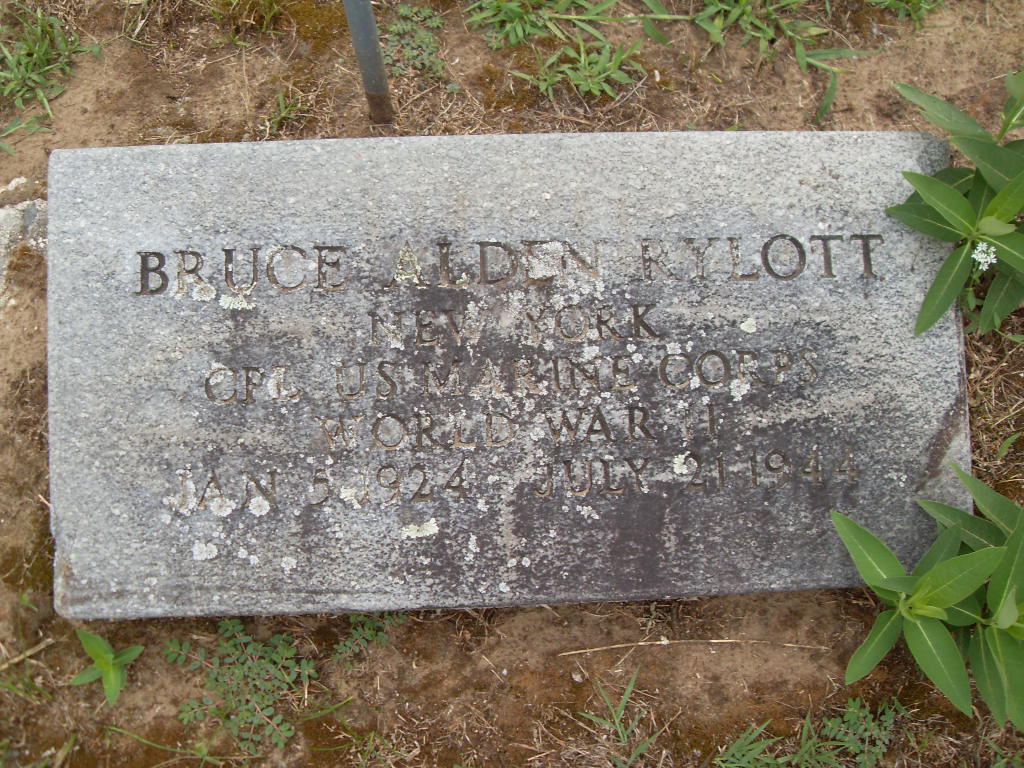 BRUCE ALDEN RYLOTT
NEW YORK
CPL US MARINE CORPS
WORLD WAR II
JAN 5 1924 JULY 21 1944